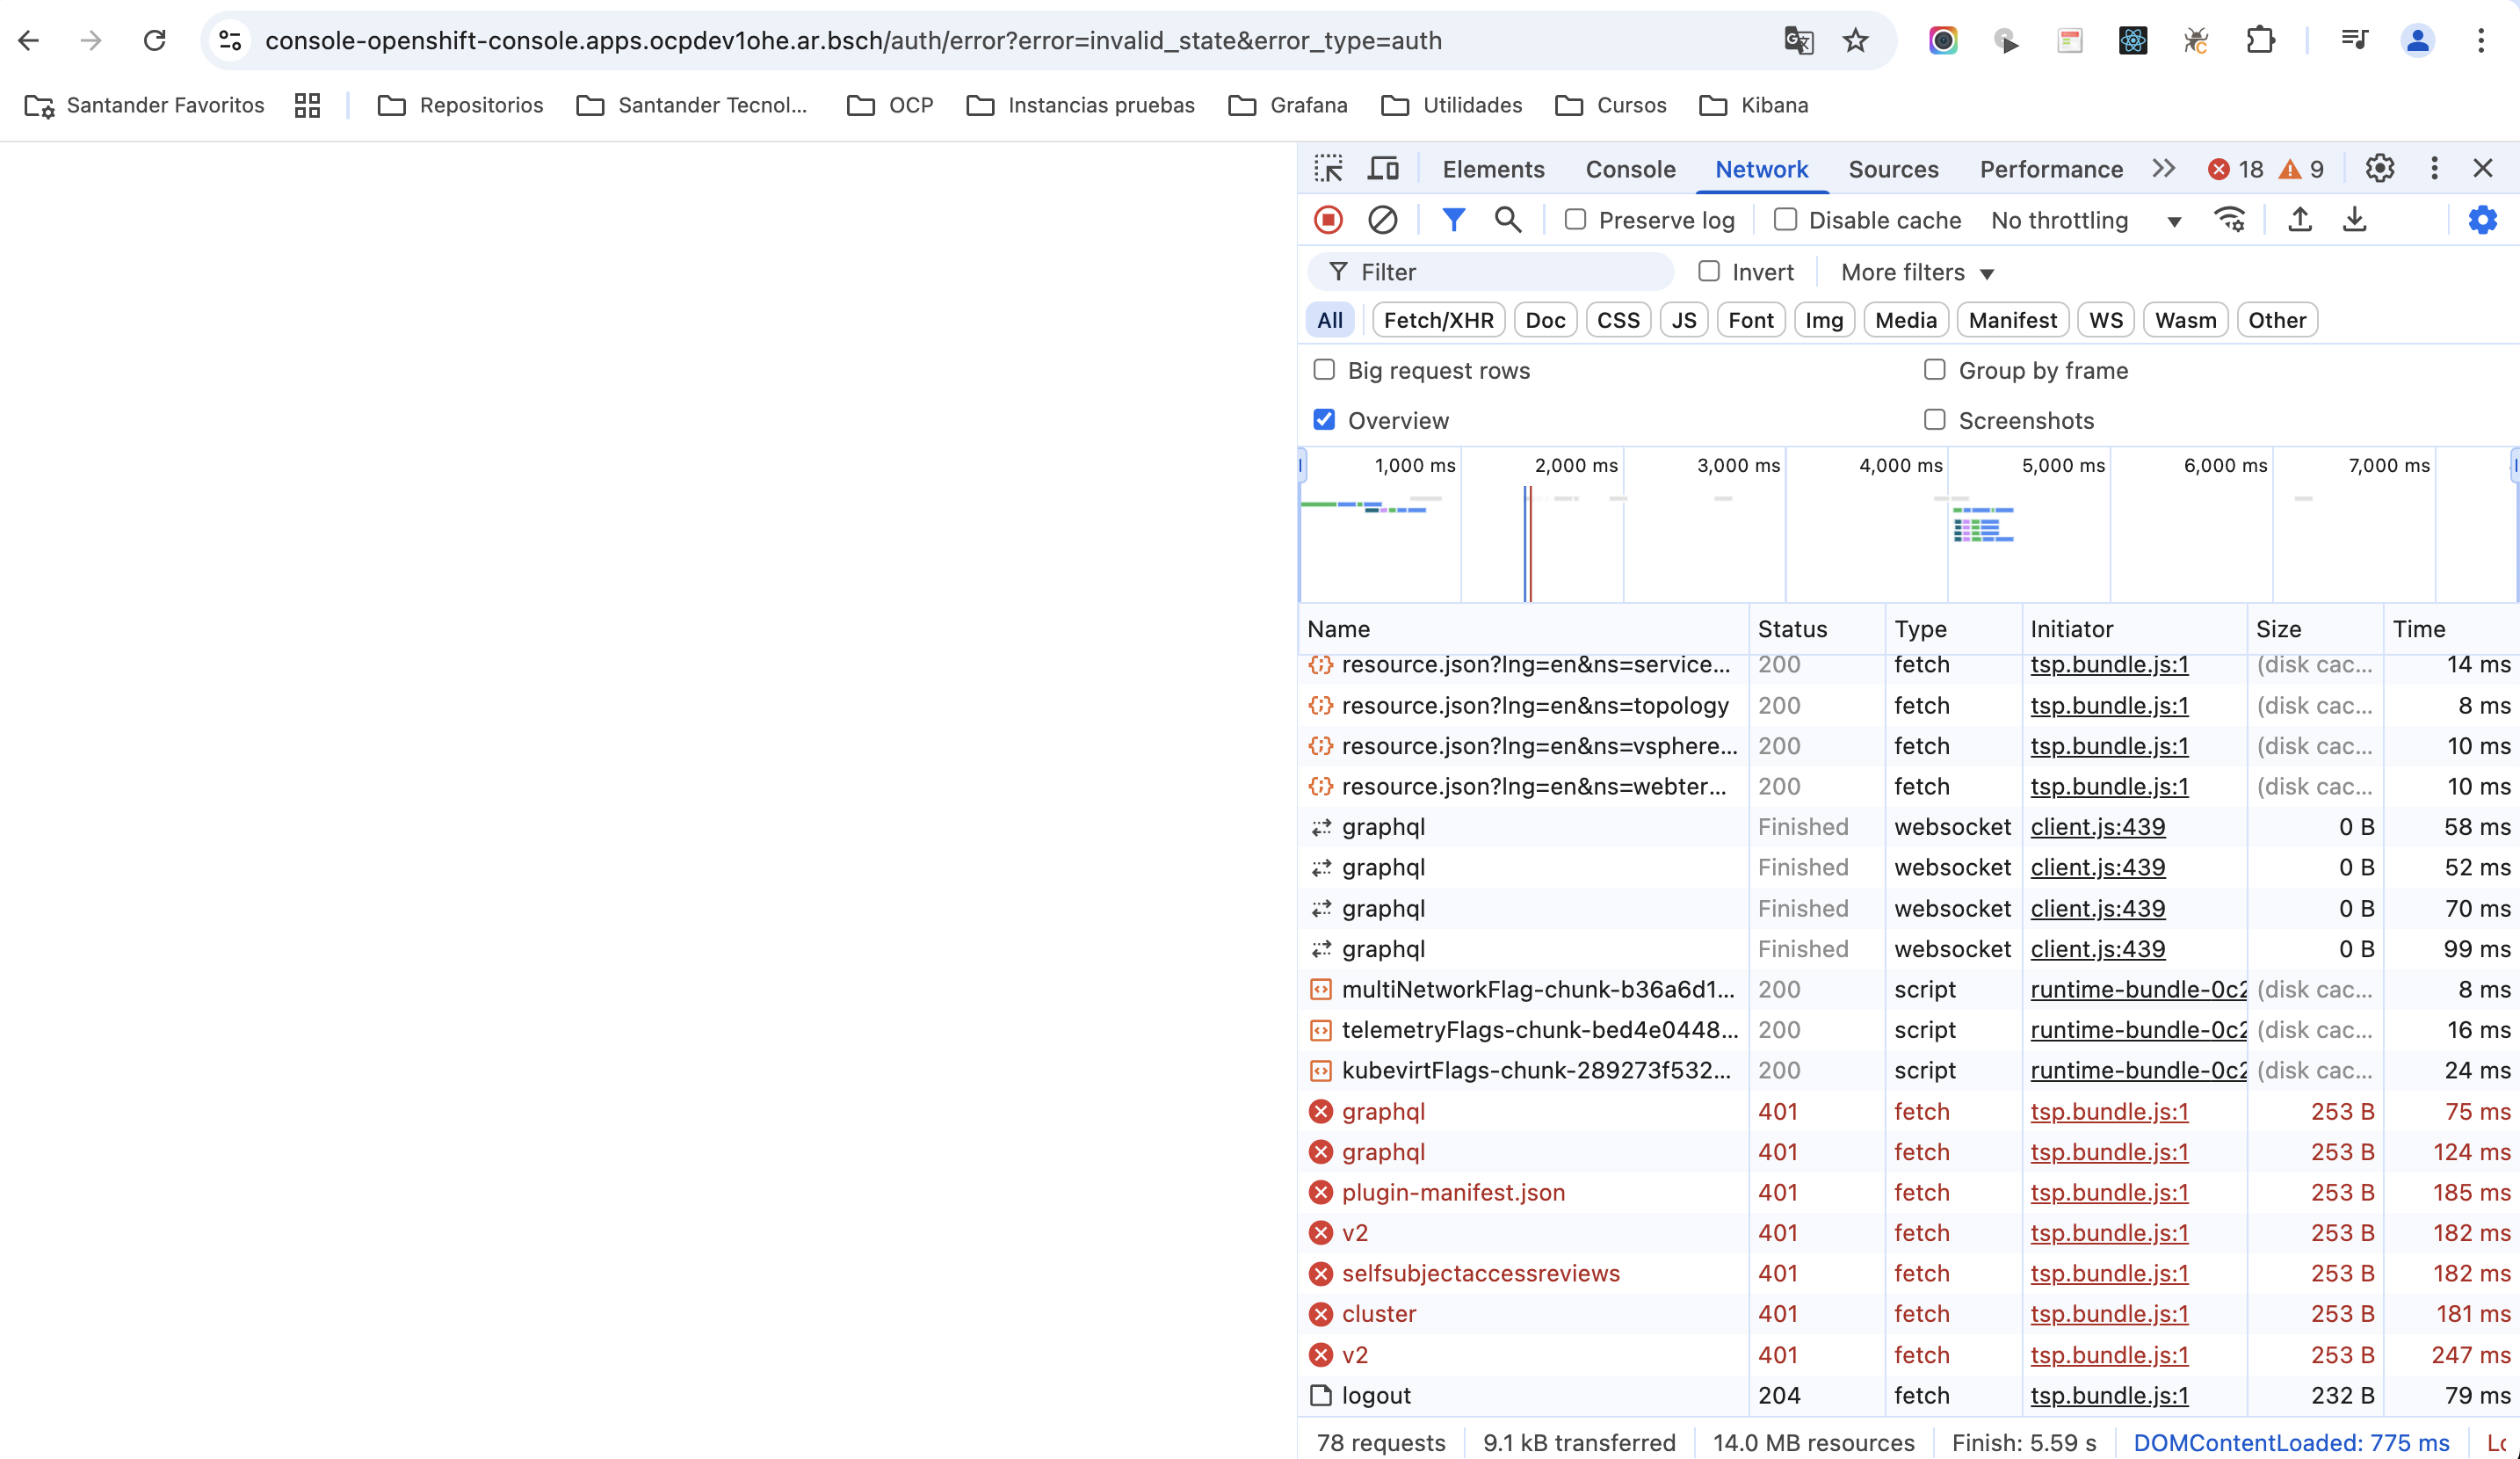 console-openshift-console.apps.ocpdev1ohe.ar.bsch/auth/error?error=invalid_state&error_type=auth
Santander Favoritos Repositorios Santander Tecnol... OCP Instancias pruebas Grafana Utilidades Cursos Kibana
Elements Console Network Sources Performance 18 9
Preserve log Disable cache No throttling
Filter Invert More filters
All Fetch/XHR Doc CSS JS Font Img Media Manifest WS Wasm Other
Big request rows Group by frame
Overview Screenshots
1,000 ms 2,000 ms 3,000 ms 4,000 ms 5,000 ms 6,000 ms 7,000 ms
Name Status Type Initiator Size Time
resource.json?lng=en&ns=service... 200 fetch tsp.bundle.js:1 (disk cac... 14 ms
resource.json?lng=en&ns=topology 200 fetch tsp.bundle.js:1 (disk cac... 8 ms
resource.json?lng=en&ns=vsphere... 200 fetch tsp.bundle.js:1 (disk cac... 10 ms
resource.json?lng=en&ns=webter... 200 fetch tsp.bundle.js:1 (disk cac... 10 ms
graphql Finished websocket client.js:439 0 B 58 ms
graphql Finished websocket client.js:439 0 B 52 ms
graphql Finished websocket client.js:439 0 B 70 ms
graphql Finished websocket client.js:439 0 B 99 ms
multiNetworkFlag-chunk-b36a6d1... 200 script runtime-bundle-0c2 (disk cac... 8 ms
telemetryFlags-chunk-bed4e0448... 200 script runtime-bundle-0c2 (disk cac... 16 ms
kubevirtFlags-chunk-289273f532... 200 script runtime-bundle-0c2 (disk cac... 24 ms
graphql 401 fetch tsp.bundle.js:1 253 B 75 ms
graphql 401 fetch tsp.bundle.js:1 253 B 124 ms
plugin-manifest.json 401 fetch tsp.bundle.js:1 253 B 185 ms
v2 401 fetch tsp.bundle.js:1 253 B 182 ms
selfsubjectaccessreviews 401 fetch tsp.bundle.js:1 253 B 182 ms
cluster 401 fetch tsp.bundle.js:1 253 B 181 ms
v2 401 fetch tsp.bundle.js:1 253 B 247 ms
logout 204 fetch tsp.bundle.js:1 232 B 79 ms
78 requests 9.1 kB transferred 14.0 MB resources Finish: 5.59 s DOMContentLoaded: 775 ms